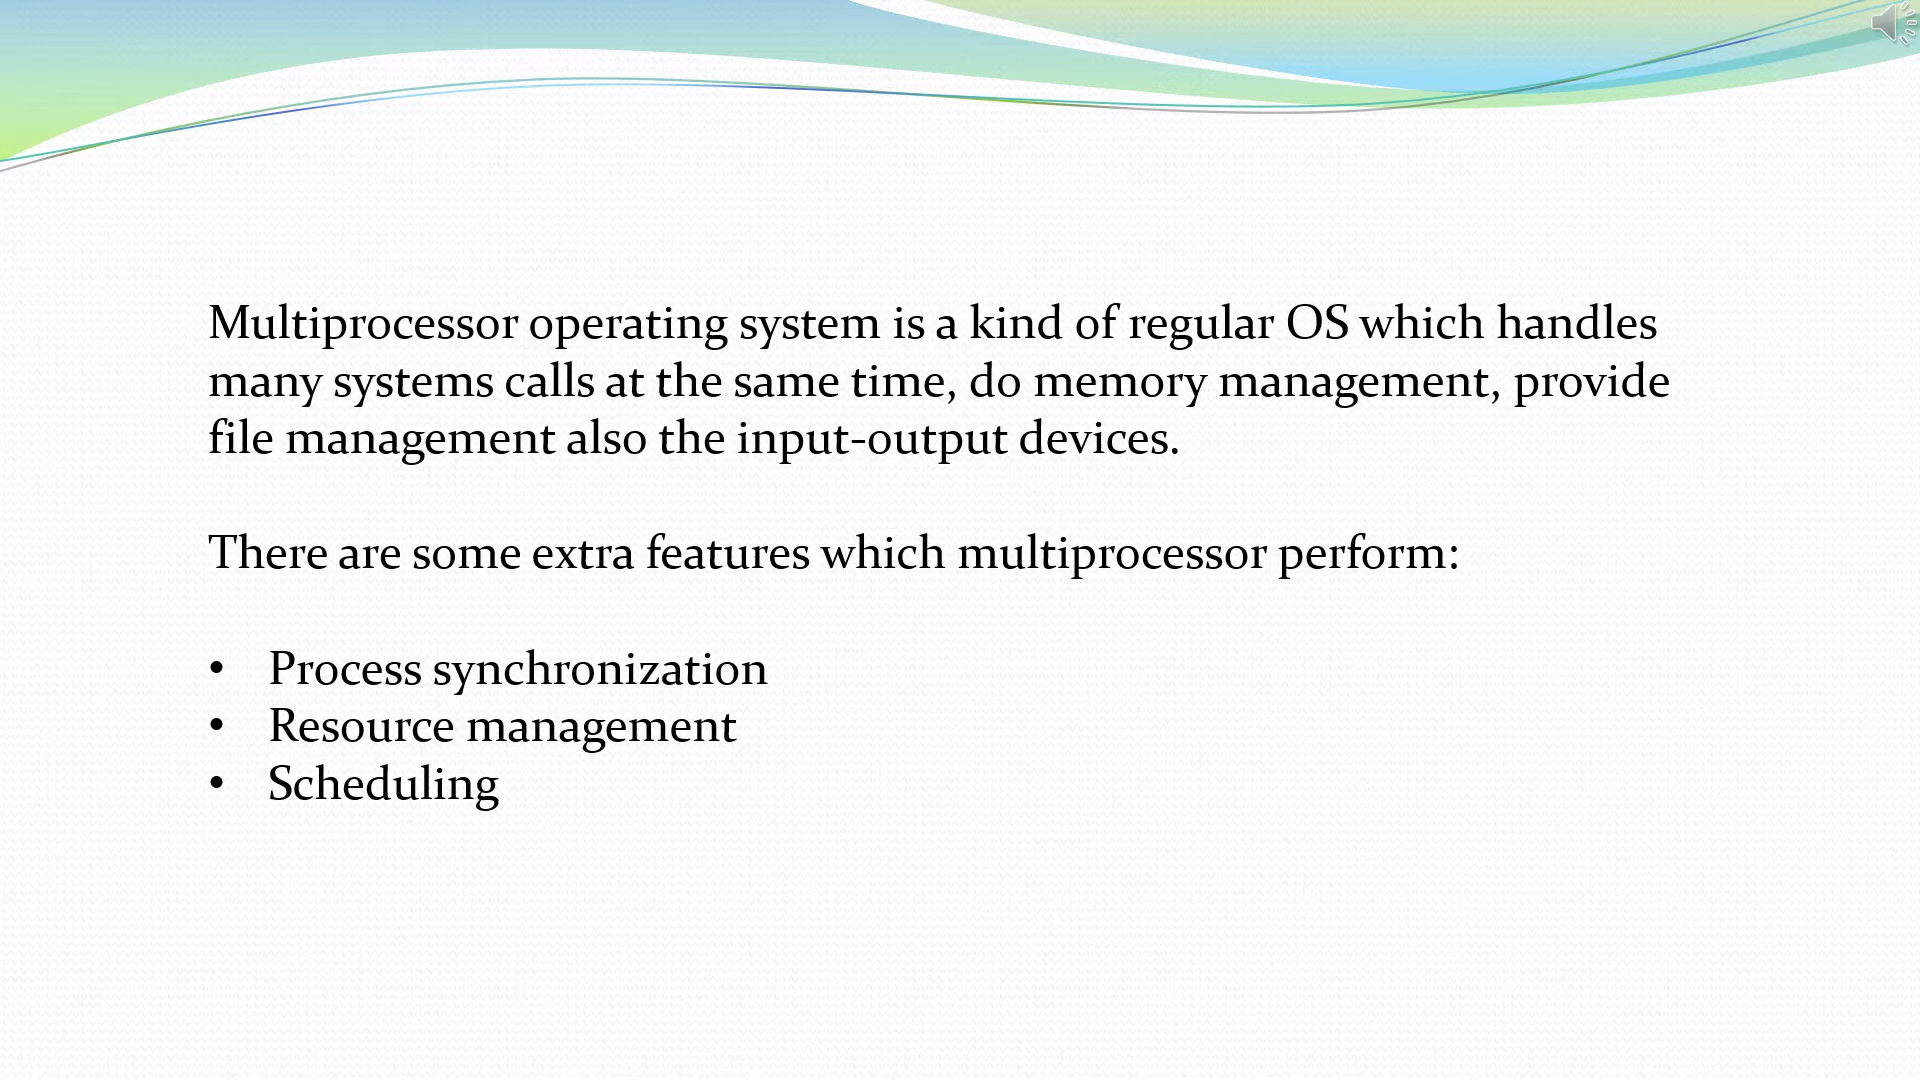 Multiprocessor operating system is a kind of regular OS which handles
many systems calls at the same time, do memory management, provide
file management also the input-output devices.
There are some extra features which multiprocessor perform:
• Process synchronization
• Resource management
• Scheduling